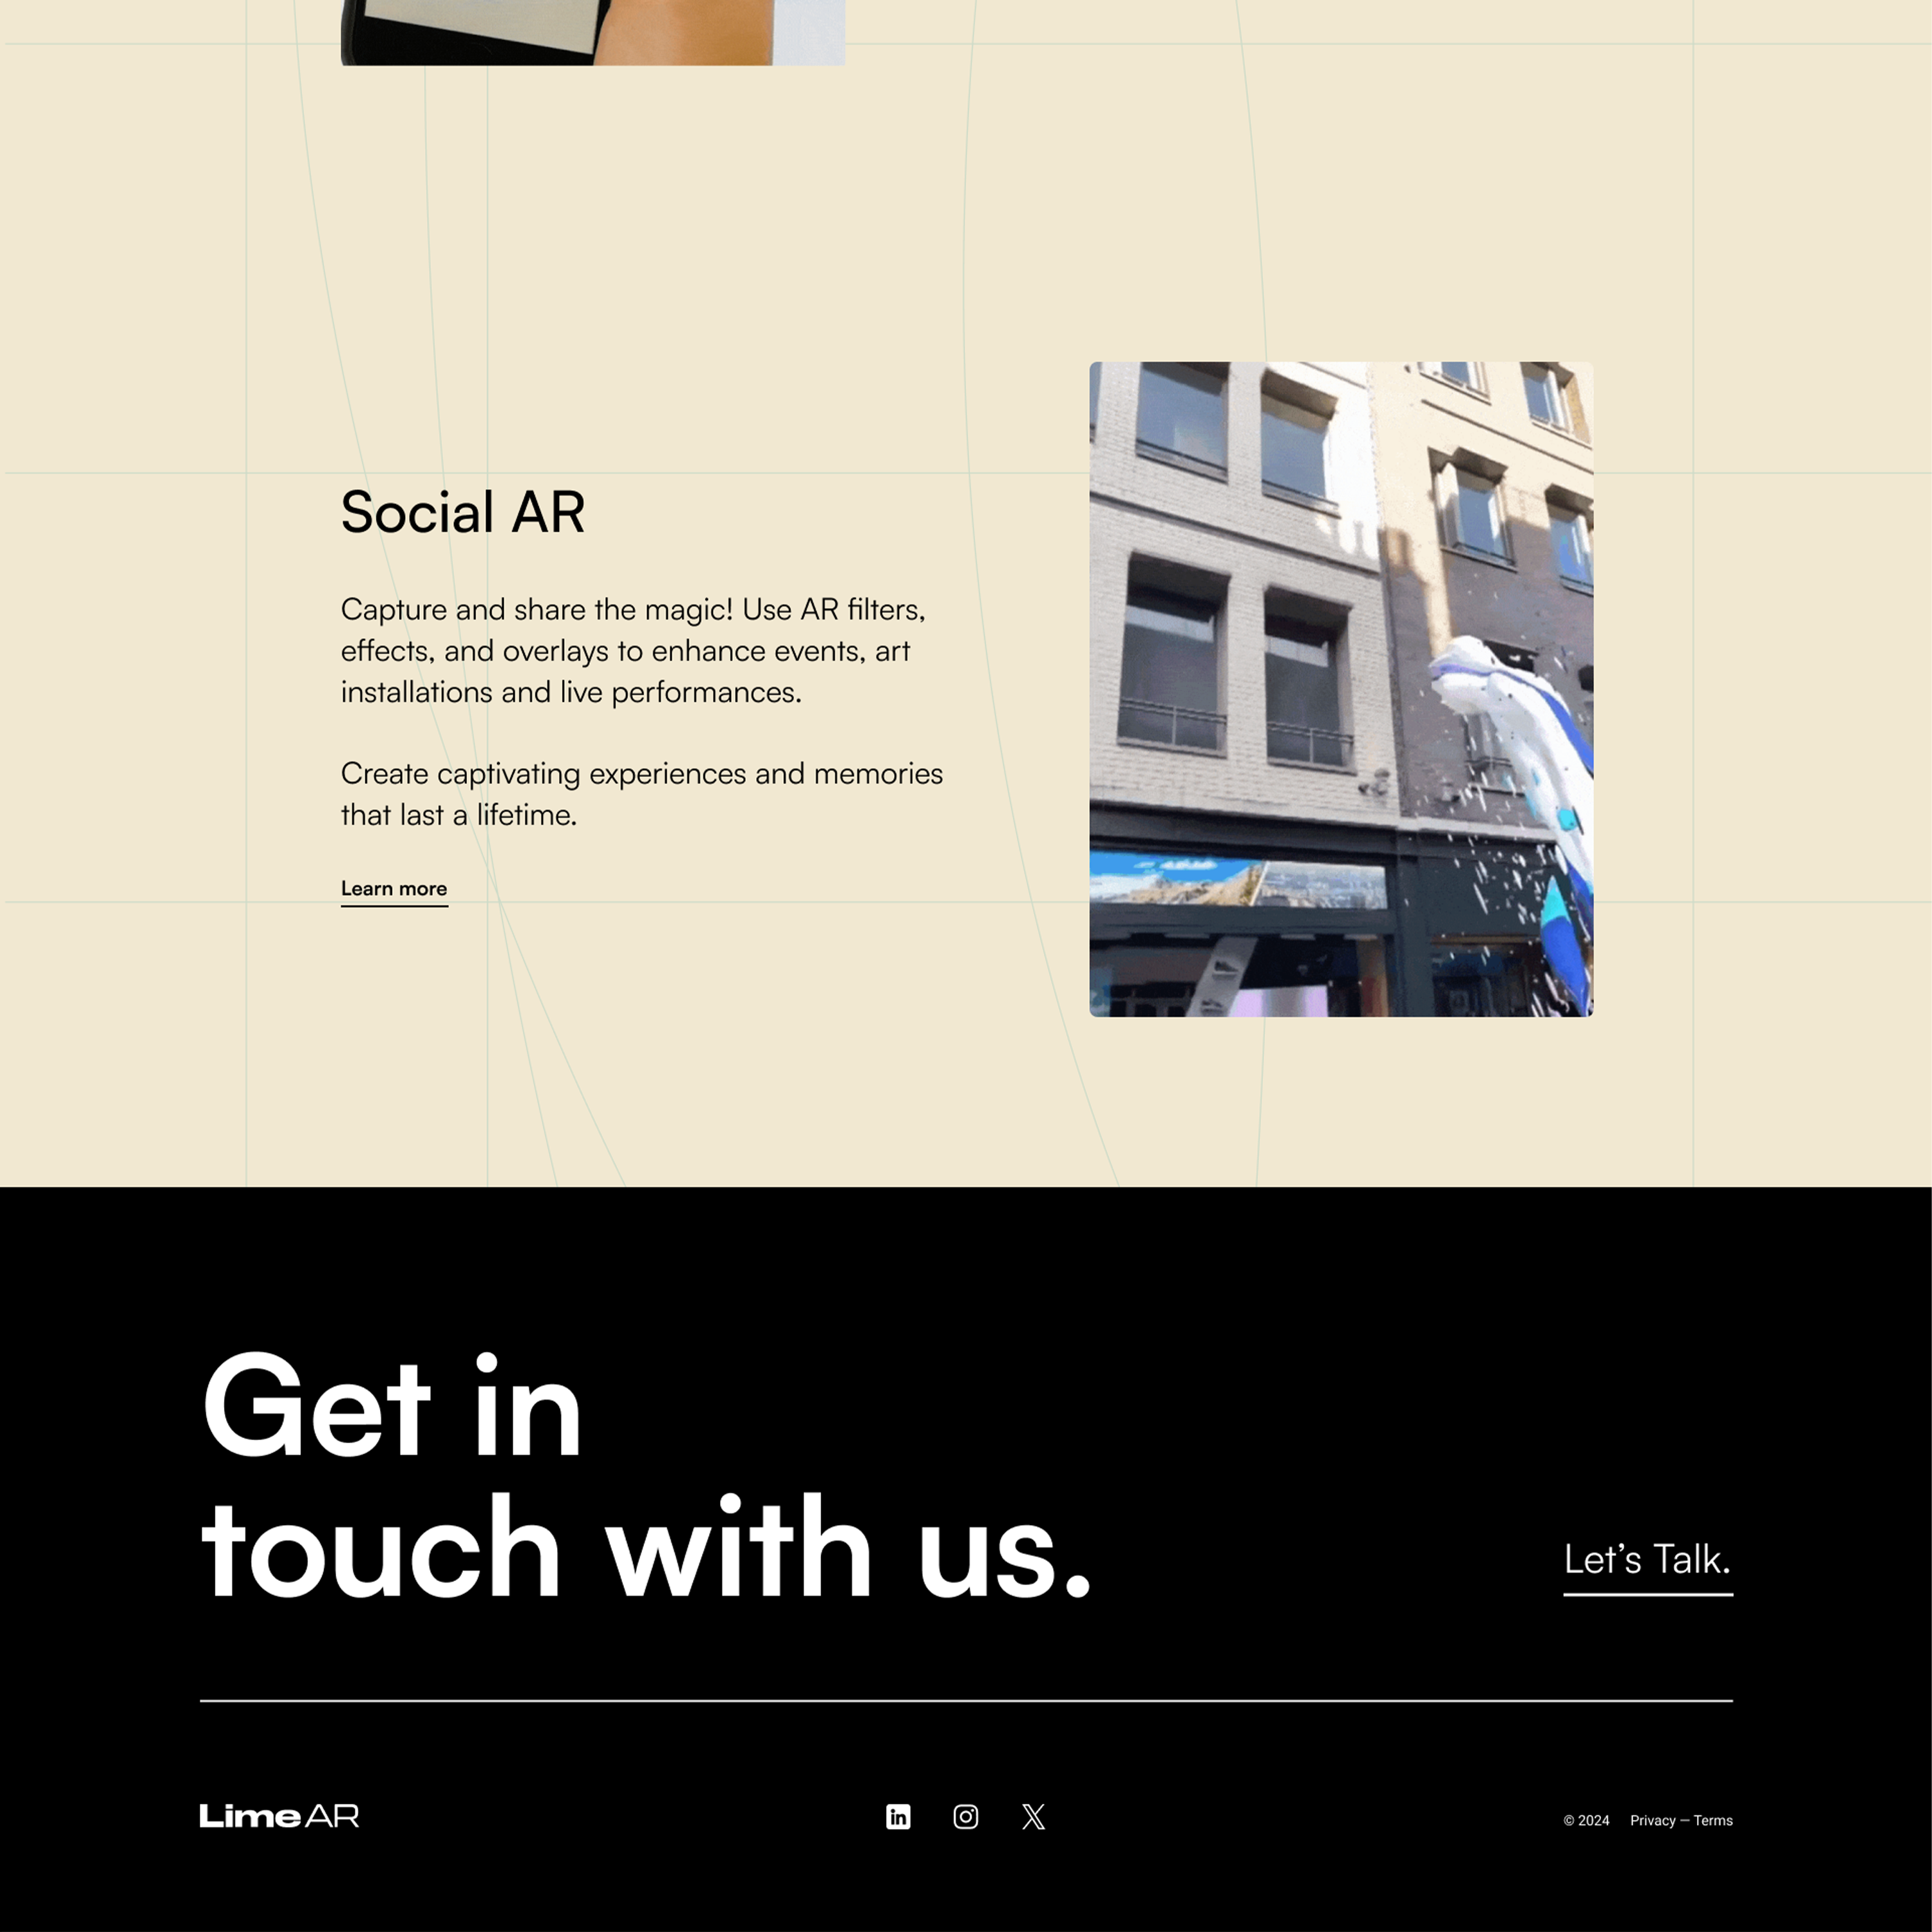 Social AR
Capture and share the magic! Use AR filters,
effects, and overlays to enhance events, art
installations and live performances.
Create captivating experiences and memories
that last a lifetime.
Learn more
Get in
touch with us.
Let’s Talk.
LimeAR
in
© 2024 Privacy — Terms